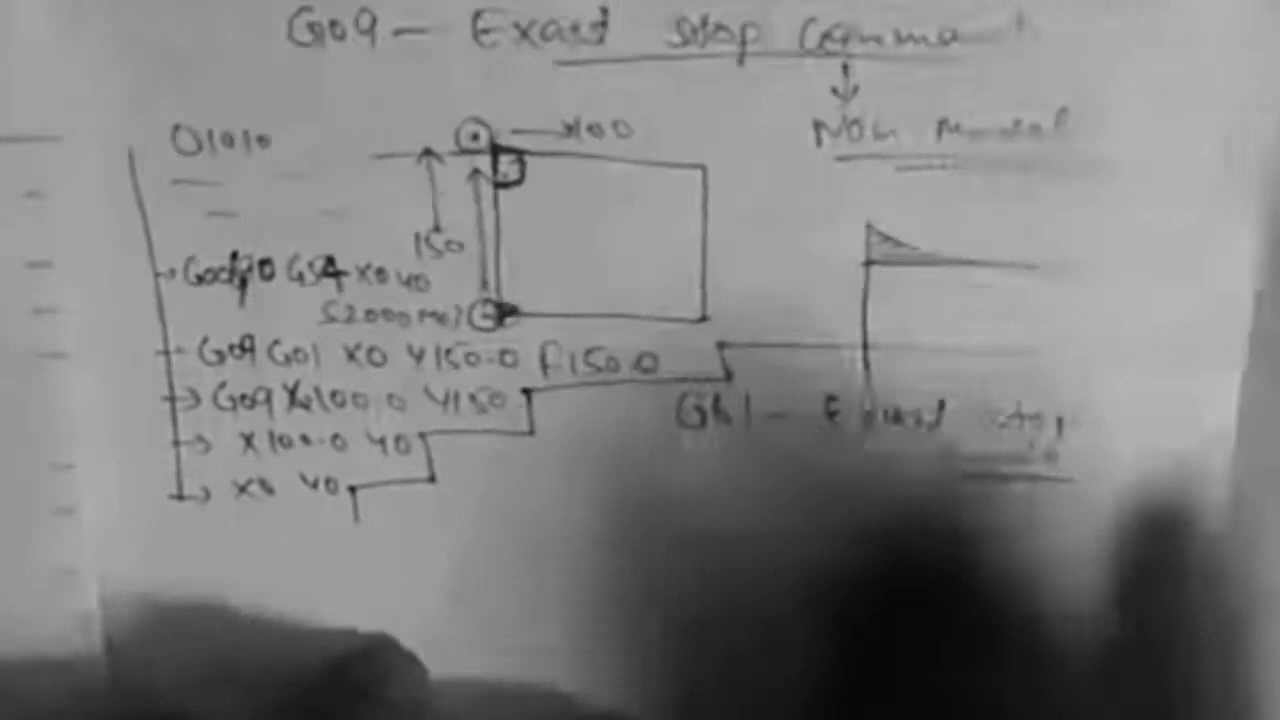 G09 - Exact stop Comma
O1010
X100
Non Modal
150
G90 G54 X0 Y0
S2000 M03
G09 G01 X0 Y150.0 F150.0
G09 X100.0 Y150
X100.0 Y0
X0 Y0
G61 - Exact stop